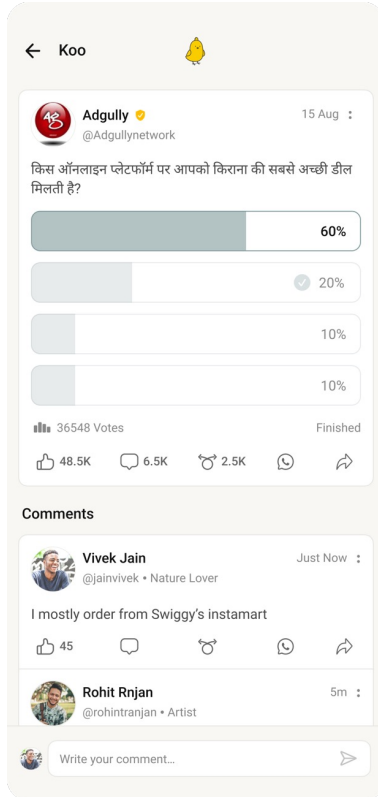 Koo
Adgully
15 Aug
@Adgullynetwork
किस ऑनलाइन प्लेटफॉर्म पर आपको किराना की सबसे अच्छी डील
मिलती है?
60%
20%
10%
10%
36548 Votes
Finished
48.5K
6.5K
2.5K
Comments
Vivek Jain
Just Now
@jainvivek • Nature Lover
I mostly order from Swiggy's instamart
45
Rohit Rnjan
5m
@rohintranjan • Artist
Write your comment...